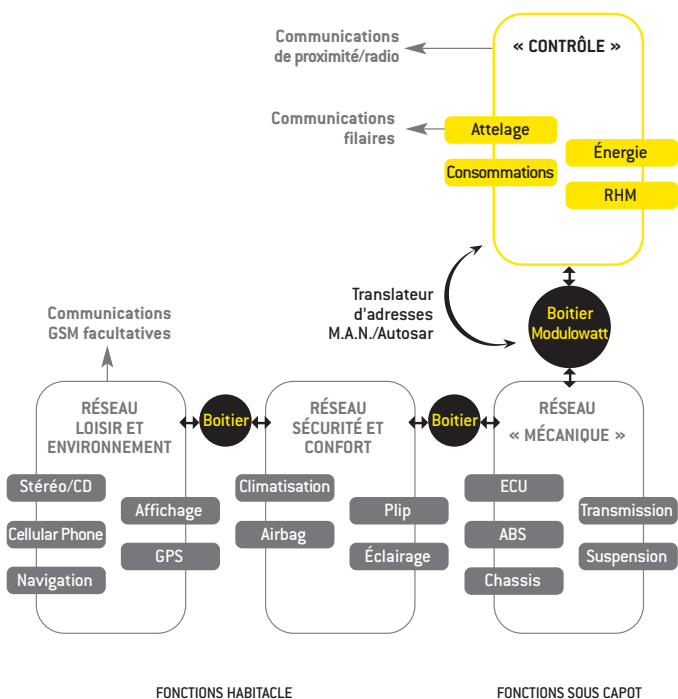 Communications
de proximité/radio
« CONTRÔLE »
Communications
filaires
Attelage
Énergie
Consommations
RHM
Translateur
d'adresses
M.A.N./Autosar
Boitier
Modulowatt
Communications
GSM facultatives
RÉSEAU
LOISIR ET
ENVIRONNEMENT
Boitier
RÉSEAU
SÉCURITÉ ET
CONFORT
Boitier
RÉSEAU
« MÉCANIQUE »
Stéréo/CD
Affichage
Cellular Phone
GPS
Navigation
Climatisation
Plip
Airbag
Éclairage
ECU
Transmission
ABS
Suspension
Chassis
FONCTIONS HABITACLE
FONCTIONS SOUS CAPOT